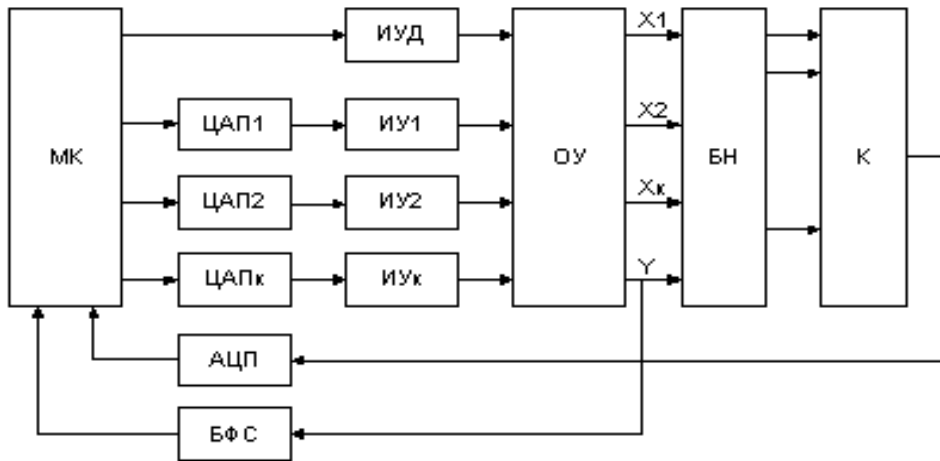 ИУД
X1
ЦАП1
ИУ1
X2
МК
ОУ
БН
К
ЦАП2
ИУ2
Xк
ЦАПк
ИУк
Y
АЦП
БФС